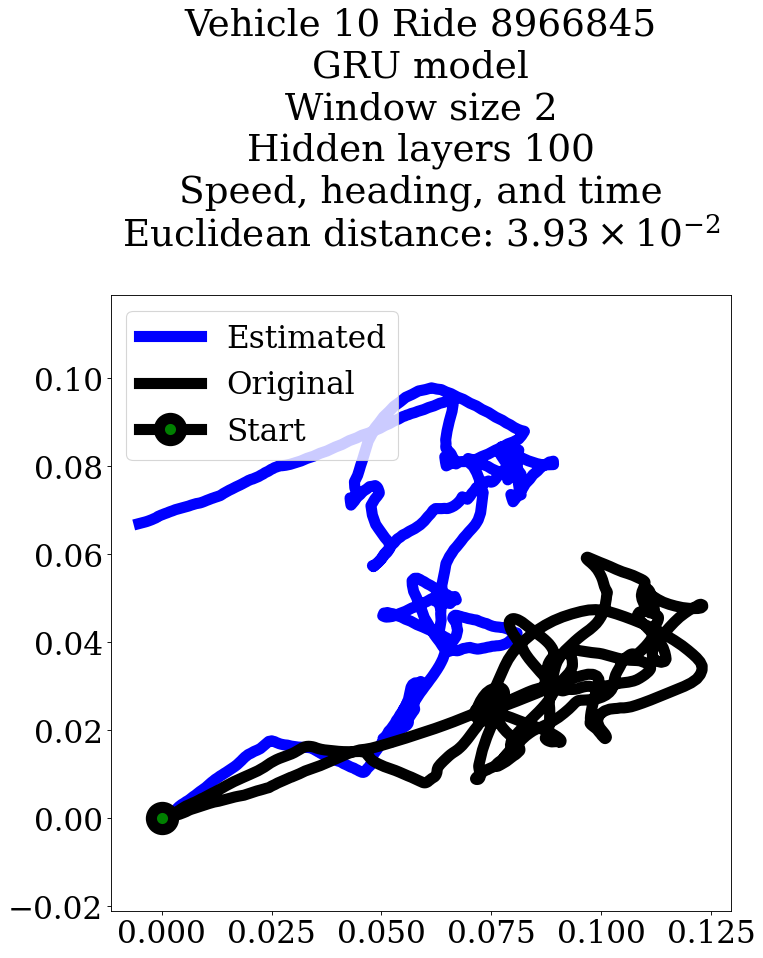 Vehicle 10 Ride 8966845
GRU model
Window size 2
Hidden layers 100
Speed, heading, and time
Euclidean distance: 3.93 × 10⁻²
Estimated
Original
Start
0.10
0.08
0.06
0.04
0.02
0.00
−0.02
0.000 0.025 0.050 0.075 0.100 0.125